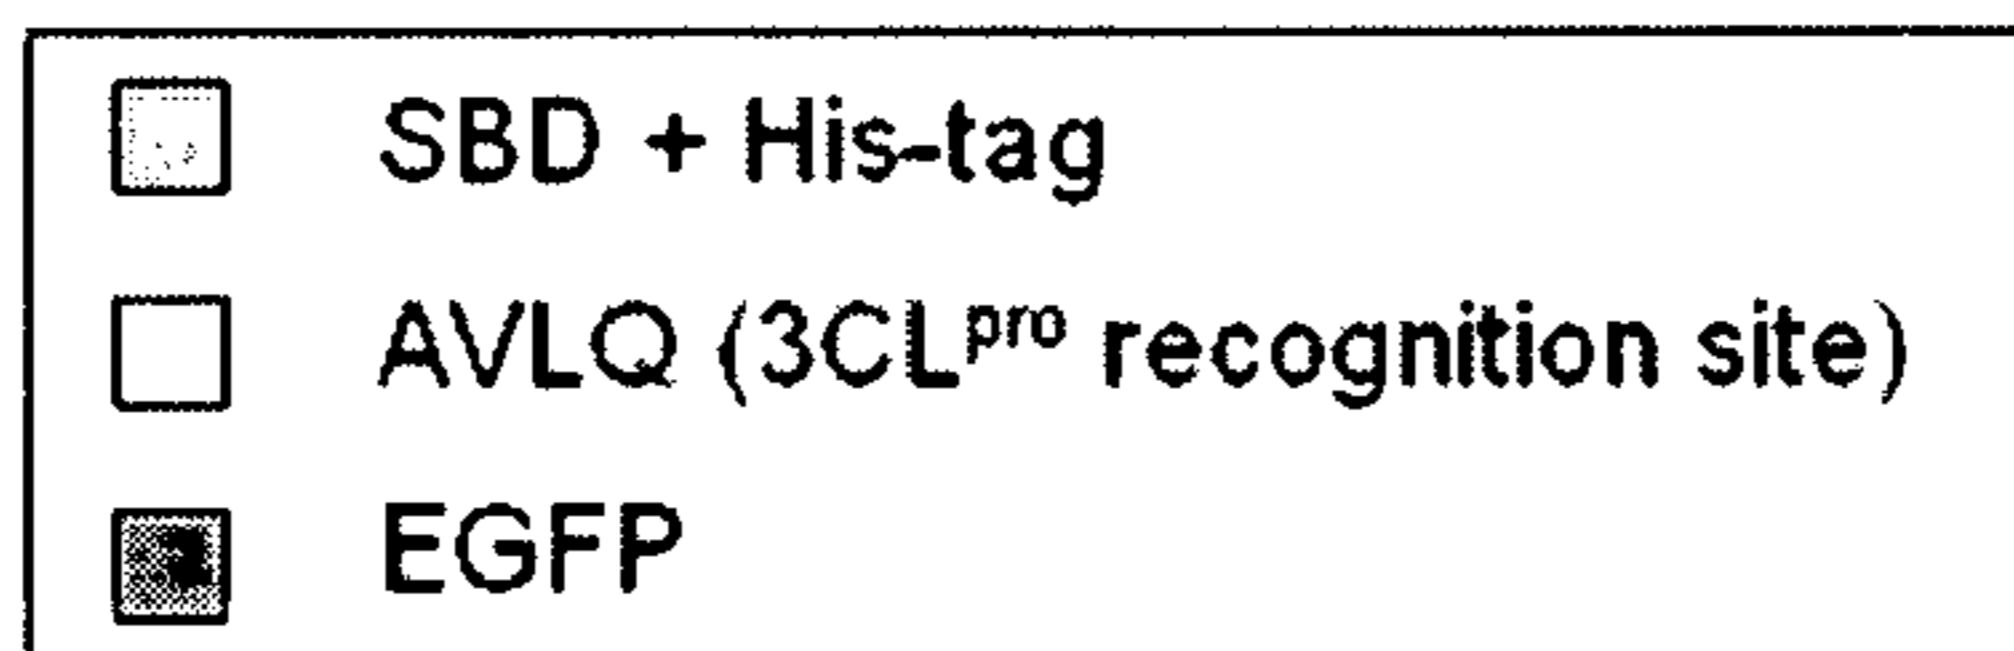 SBD + His-tag
AVLQ (3CLpro recognition site)
EGFP